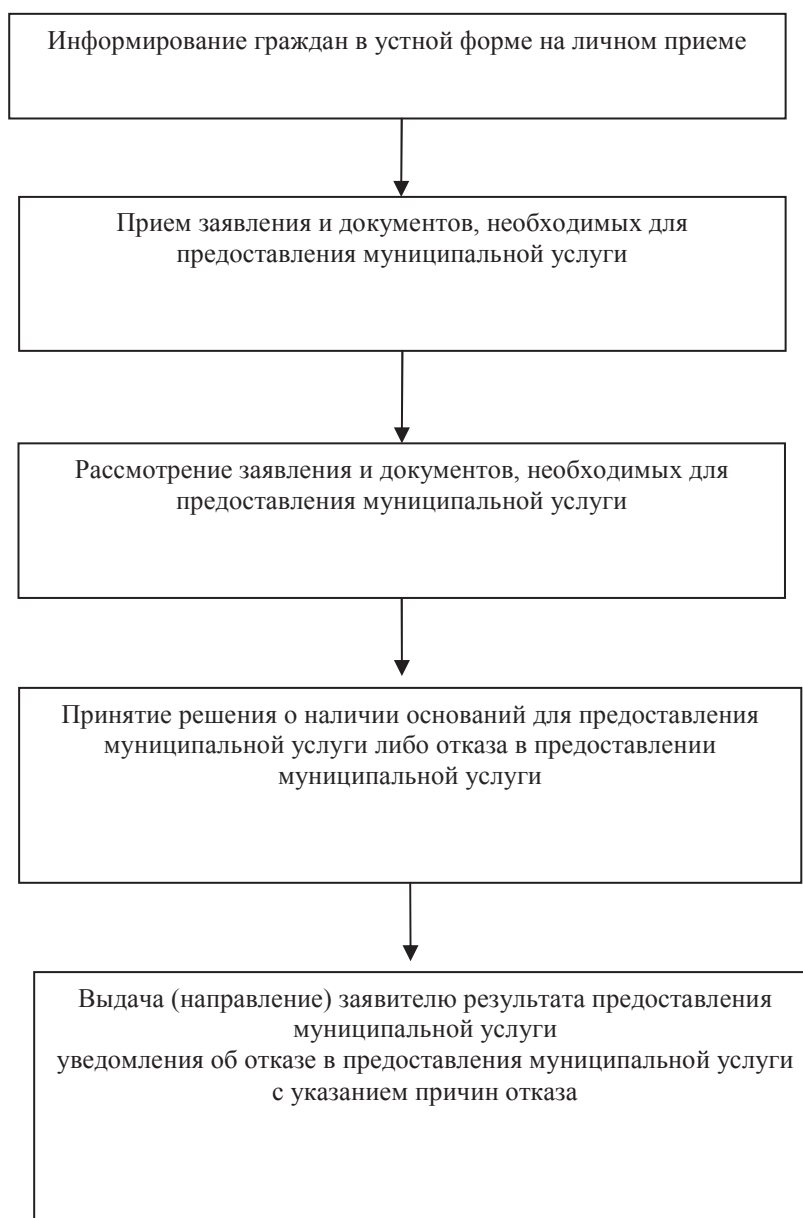 Информирование граждан в устной форме на личном приеме
Прием заявления и документов, необходимых для
предоставления муниципальной услуги
Рассмотрение заявления и документов, необходимых для
предоставления муниципальной услуги
Принятие решения о наличии оснований для предоставления
муниципальной услуги либо отказа в предоставлении
муниципальной услуги
Выдача (направление) заявителю результата предоставления
муниципальной услуги
уведомления об отказе в предоставления муниципальной услуги
с указанием причин отказа